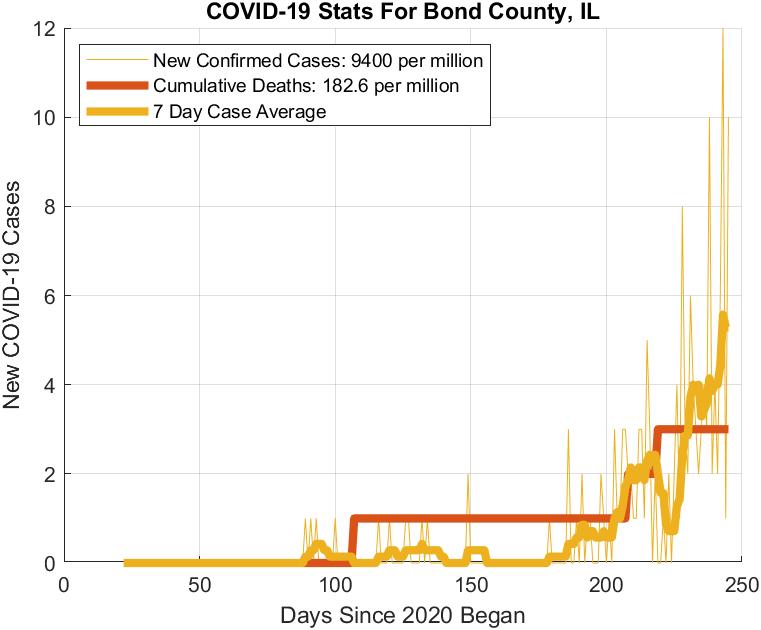 COVID-19 Stats For Bond County, IL
New Confirmed Cases: 9400 per million
Cumulative Deaths: 182.6 per million
7 Day Case Average
New COVID-19 Cases
12
10
8
6
4
2
0
0 50 100 150 200 250
Days Since 2020 Began